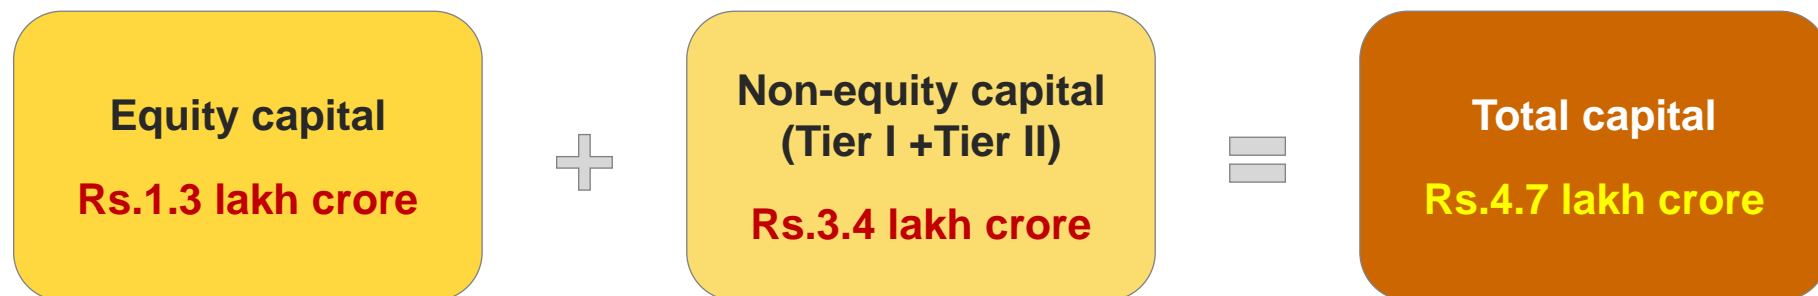 Equity capital
Rs.1.3 lakh crore
+
Non-equity capital
(Tier I +Tier II)
Rs.3.4 lakh crore
=
Total capital
Rs.4.7 lakh crore